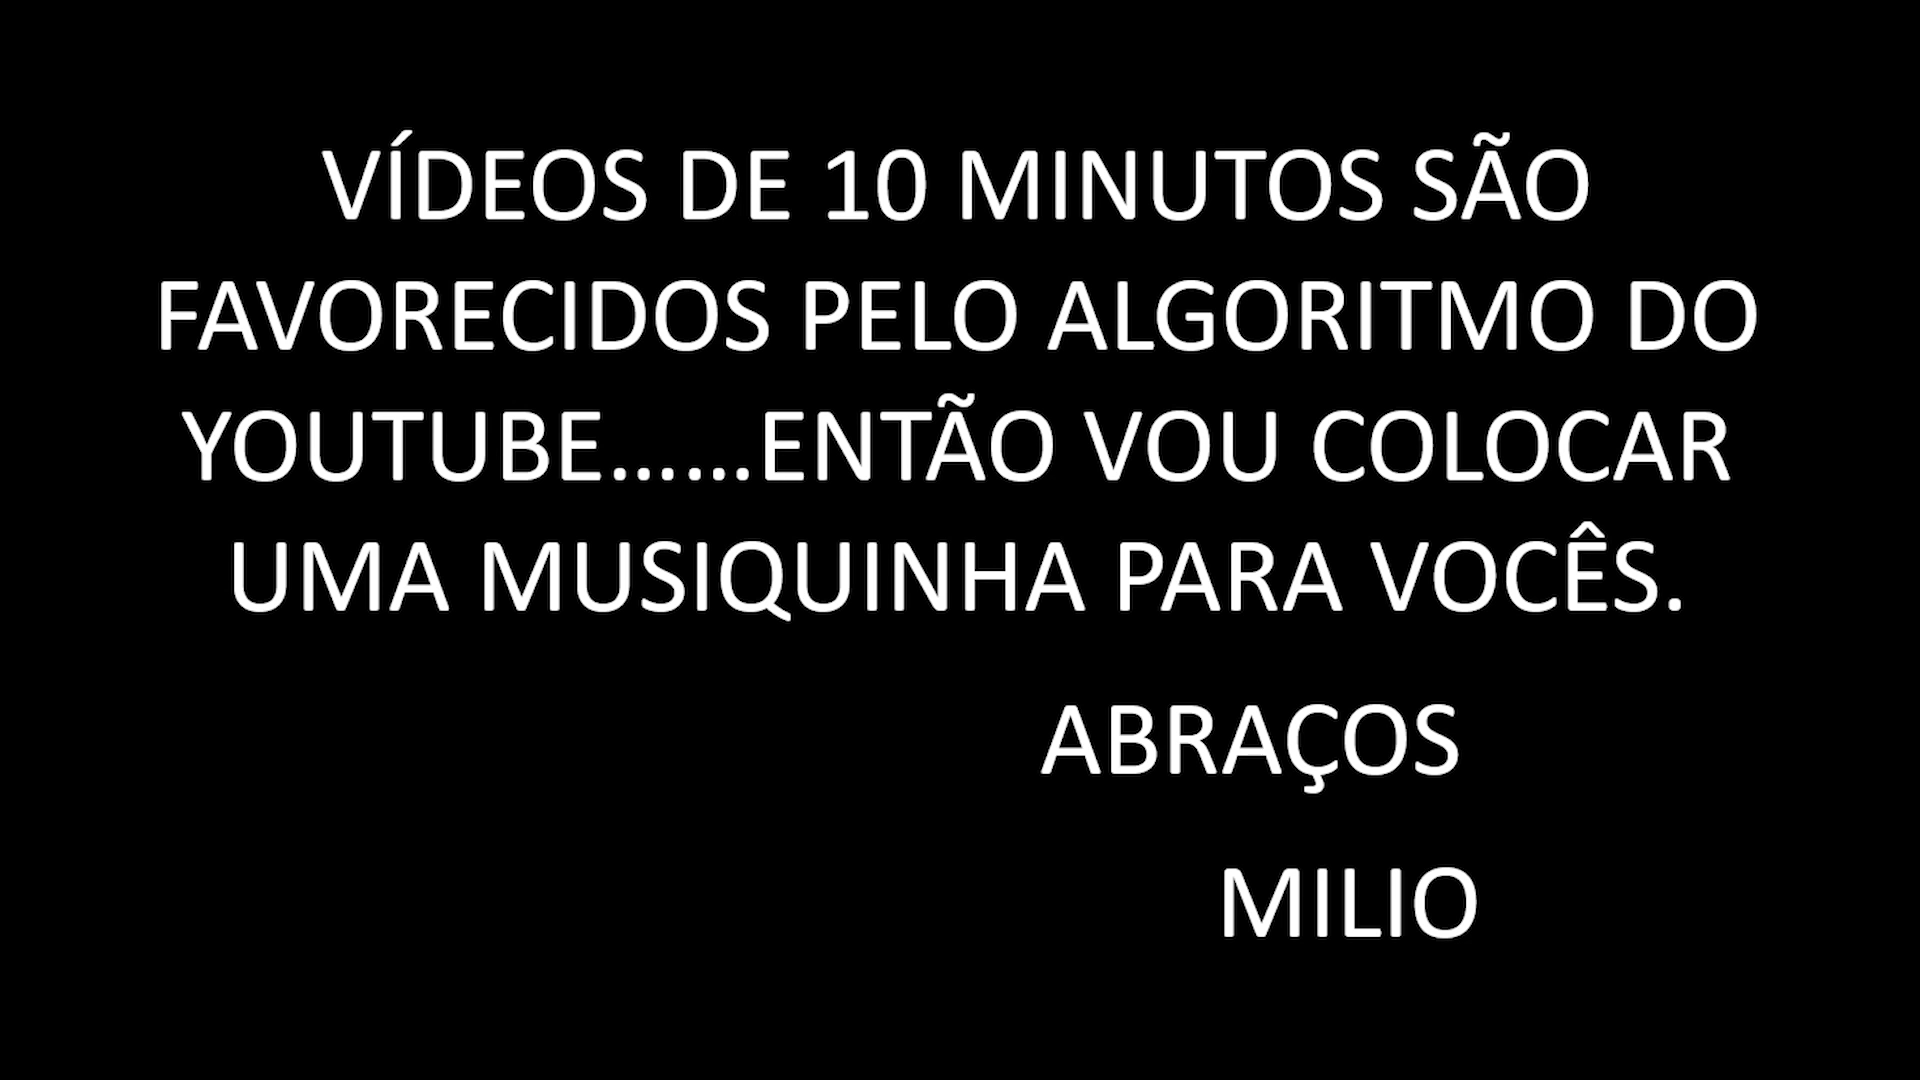 VÍDEOS DE 10 MINUTOS SÃO
FAVORECIDOS PELO ALGORITMO DO
YOUTUBE......ENTÃO VOU COLOCAR
UMA MUSIQUINHA PARA VOCÊS.
ABRAÇOS
MILIO